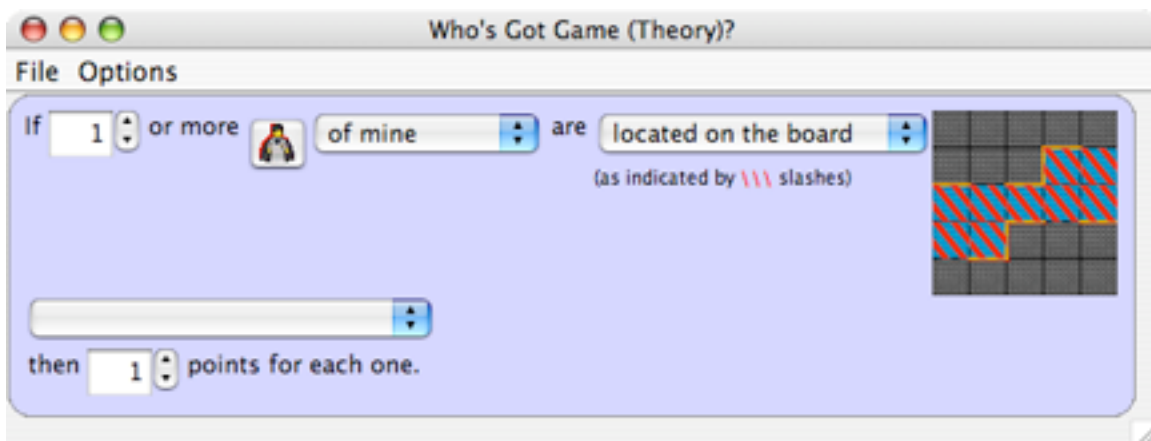 Who's Got Game (Theory)?
File Options
If 1 or more of mine are located on the board
(as indicated by \\\ slashes)
then 1 points for each one.